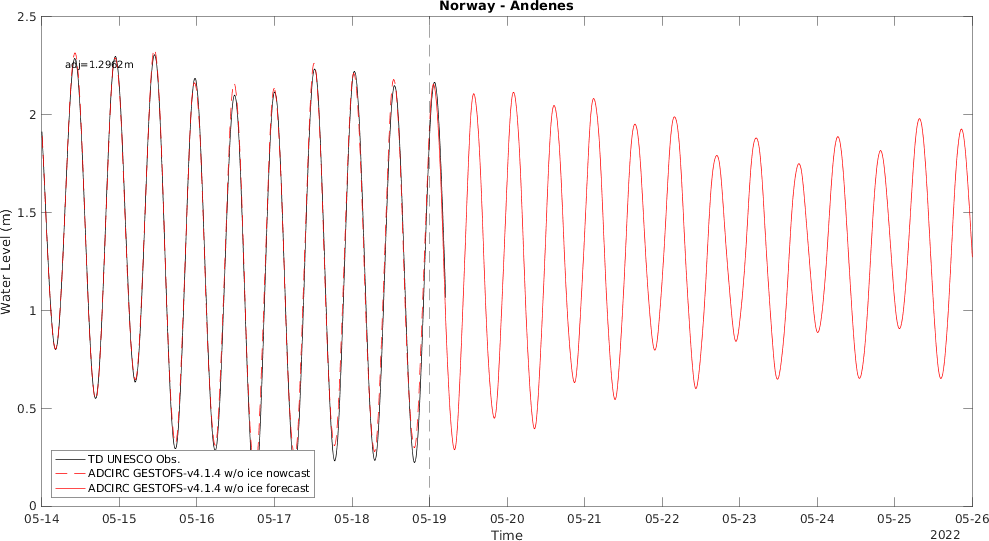 Norway - Andenes
2.5
adj=1.2962m
2
1.5
Water Level (m)
1
0.5
TD UNESCO Obs.
ADCIRC GESTOFS-v4.1.4 w/o ice nowcast
ADCIRC GESTOFS-v4.1.4 w/o ice forecast
0
05-14 05-15 05-16 05-17 05-18 05-19 05-20 05-21 05-22 05-23 05-24 05-25 05-26
Time
2022